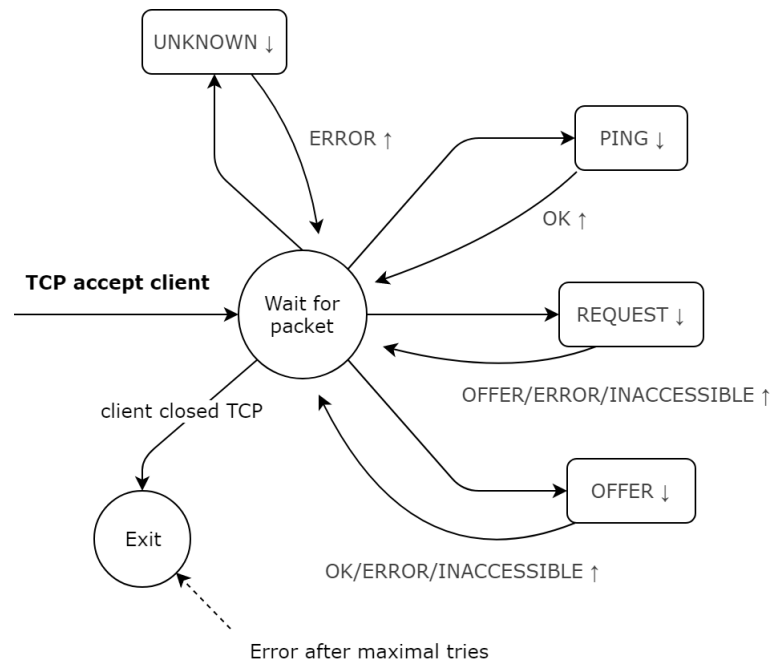 UNKNOWN ↓
ERROR ↑
PING ↓
OK ↑
TCP accept client
Wait for
packet
REQUEST ↓
OFFER/ERROR/INACCESSIBLE ↑
client closed TCP
OFFER ↓
Exit
OK/ERROR/INACCESSIBLE ↑
Error after maximal tries